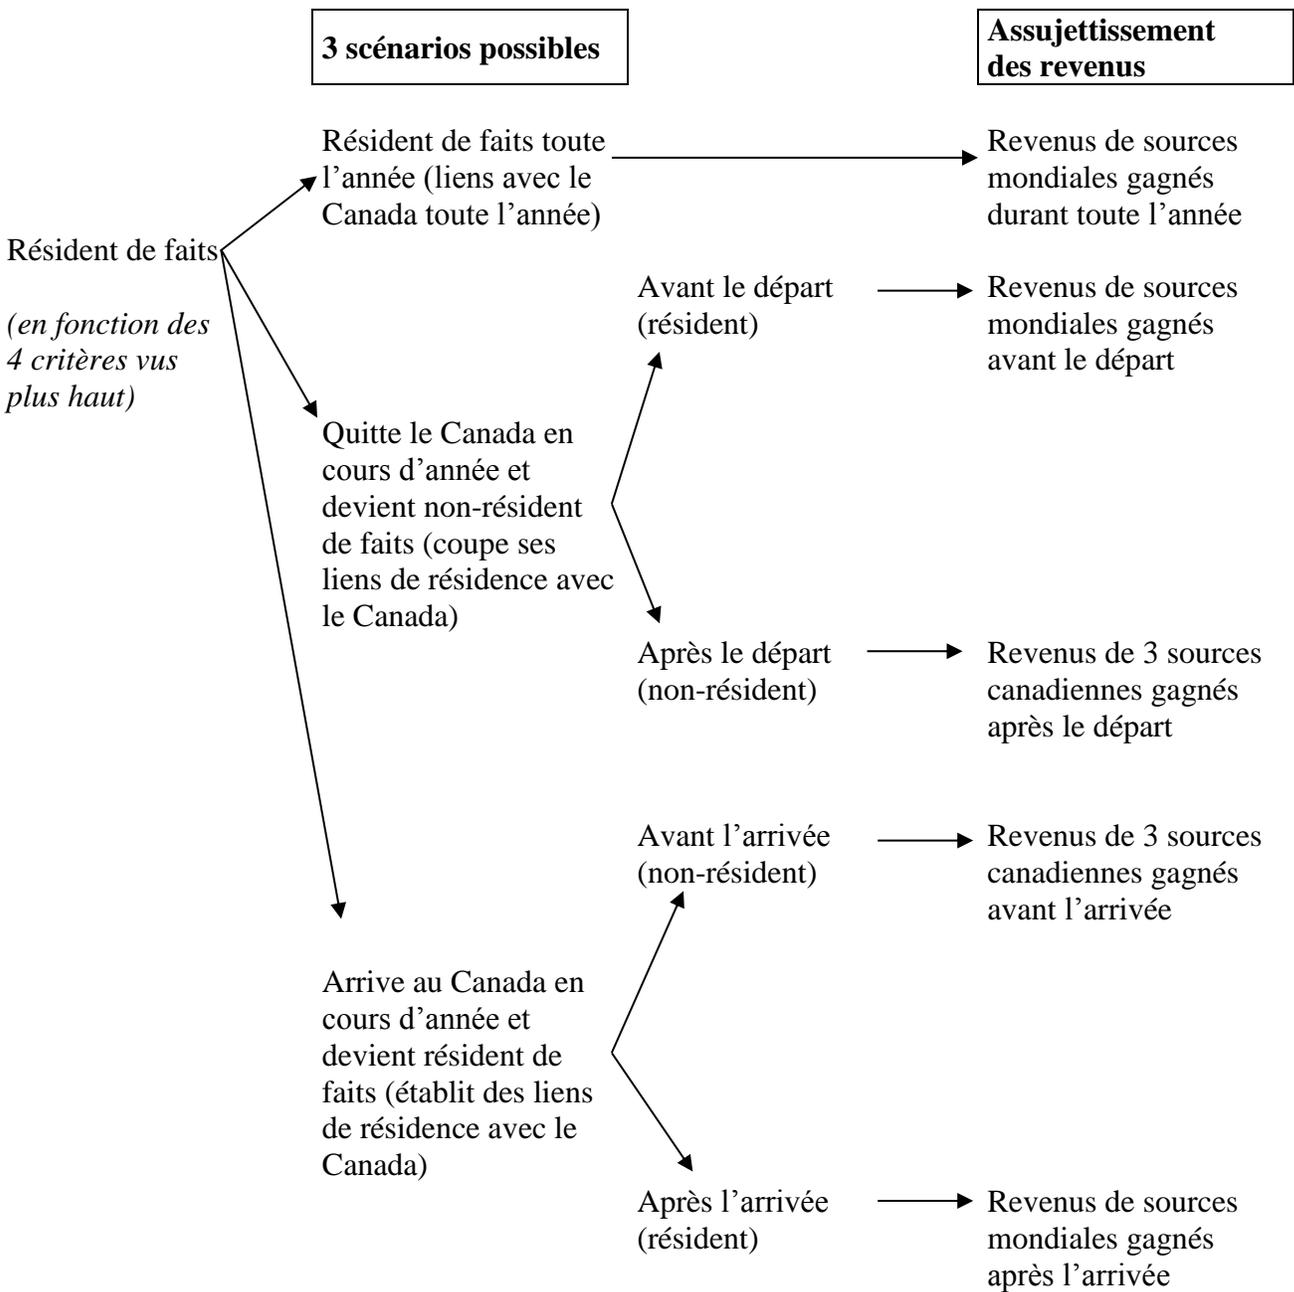 3 scénarios possibles
Assujettissement
des revenus
Résident de faits toute
l’année (liens avec le
Canada toute l’année)
Revenus de sources
mondiales gagnés
durant toute l’année
Résident de faits
(en fonction des
4 critères vus
plus haut)
Avant le départ
(résident)
Revenus de sources
mondiales gagnés
avant le départ
Quitte le Canada en
cours d’année et
devient non-résident
de faits (coupe ses
liens de résidence avec
le Canada)
Après le départ
(non-résident)
Revenus de 3 sources
canadiennes gagnés
après le départ
Avant l’arrivée
(non-résident)
Revenus de 3 sources
canadiennes gagnés
avant l’arrivée
Arrive au Canada en
cours d’année et
devient résident de
faits (établit des liens
de résidence avec le
Canada)
Après l’arrivée
(résident)
Revenus de sources
mondiales gagnés
après l’arrivée